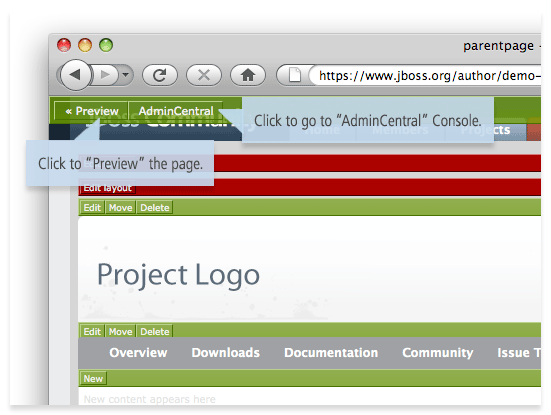 parentpage -
https://www.jboss.org/author/demo-
« Preview AdminCentral
Click to go to “AdminCentral” Console.
JBoss Community
Home Members Projects
Click to “Preview” the page.
Edit layout
Edit Move Delete
Project Logo
Edit Move Delete
Overview Downloads Documentation Community Issue T
New
New content appears here